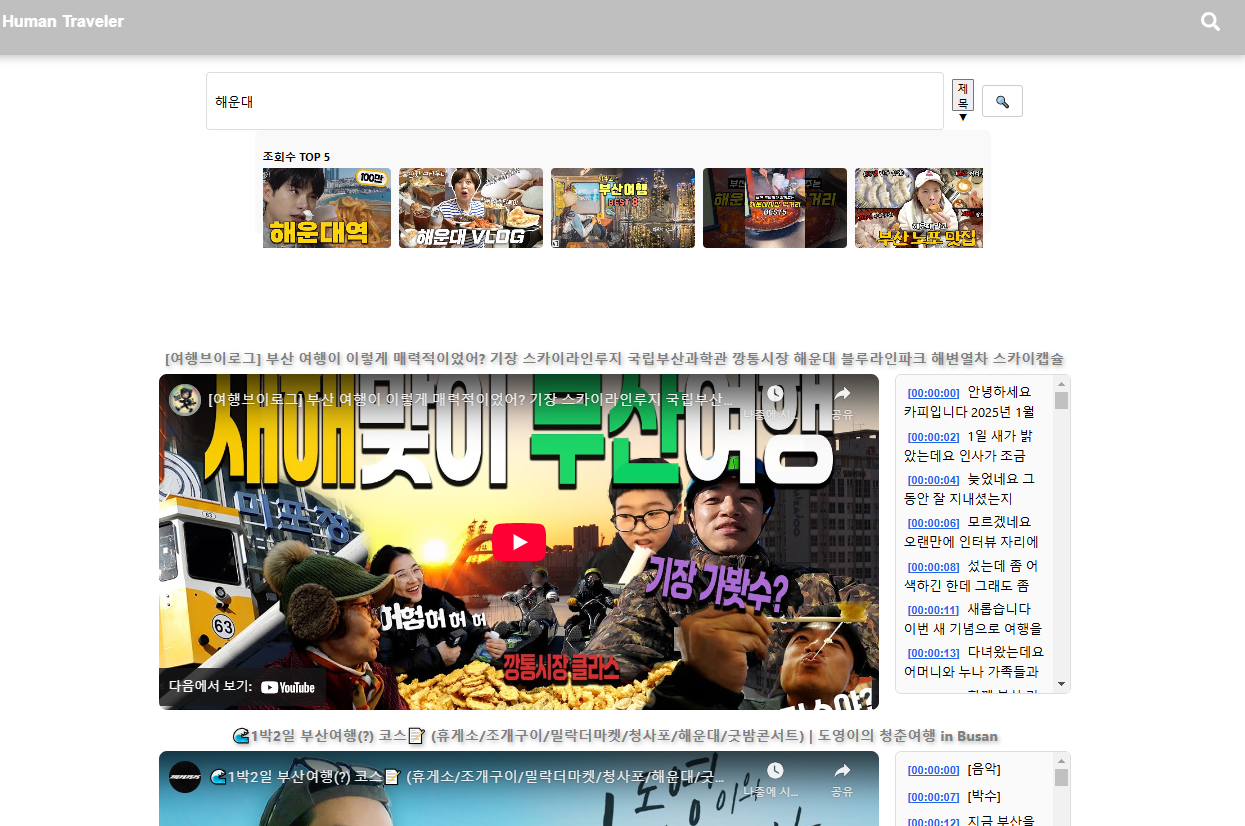 Human Traveler
해운대
제
목
▼
조회수 TOP 5
100만
해운대역
해운대 VLOG
부산여행
BEST 8
BEST 5
부산 노포 맛집
[여행브이로그] 부산 여행이 이렇게 매력적이었어? 기장 스카이라인루지 국립부산과학관 깡통시장 해운대 블루라인파크 해변열차 스카이캡슐
[여행브이로그] 부산 여행이 이렇게 매력적이었어? 기장 스카이라인루지 국립부산...
나중에 시...
공유
새해맞이 부산여행
미포정
63
63
어험허 허 허
기장 가봤수?
깡통시장 클라스
다음에서 보기: YouTube
[00:00:00] 안녕하세요
카피입니다 2025년 1월
[00:00:02] 1일 새가 밝
았는데요 인사가 조금
[00:00:04] 늦었네요 그
동안 잘 지내셨는지
[00:00:06] 모르겠네요
오랜만에 인터뷰 자리에
[00:00:08] 섰는데 좀 어
색하긴 한데 그래도 좀
[00:00:11] 새롭습니다
이번 새 기념으로 여행을
[00:00:13] 다녀왔는데요
어머니와 누나 가족들과
🌊1박2일 부산여행(?) 코스📝 (휴게소/조개구이/밀락더마켓/청사포/해운대/굿밤콘서트) | 도영이의 청춘여행 in Busan
🌊1박2일 부산여행(?) 코스📝 (휴게소/조개구이/밀락더마켓/청사포/해운대/굿...
나중에 시...
공유
도영이의
[00:00:00] [음악]
[00:00:07] [박수]
[00:00:12] 지금 부산을